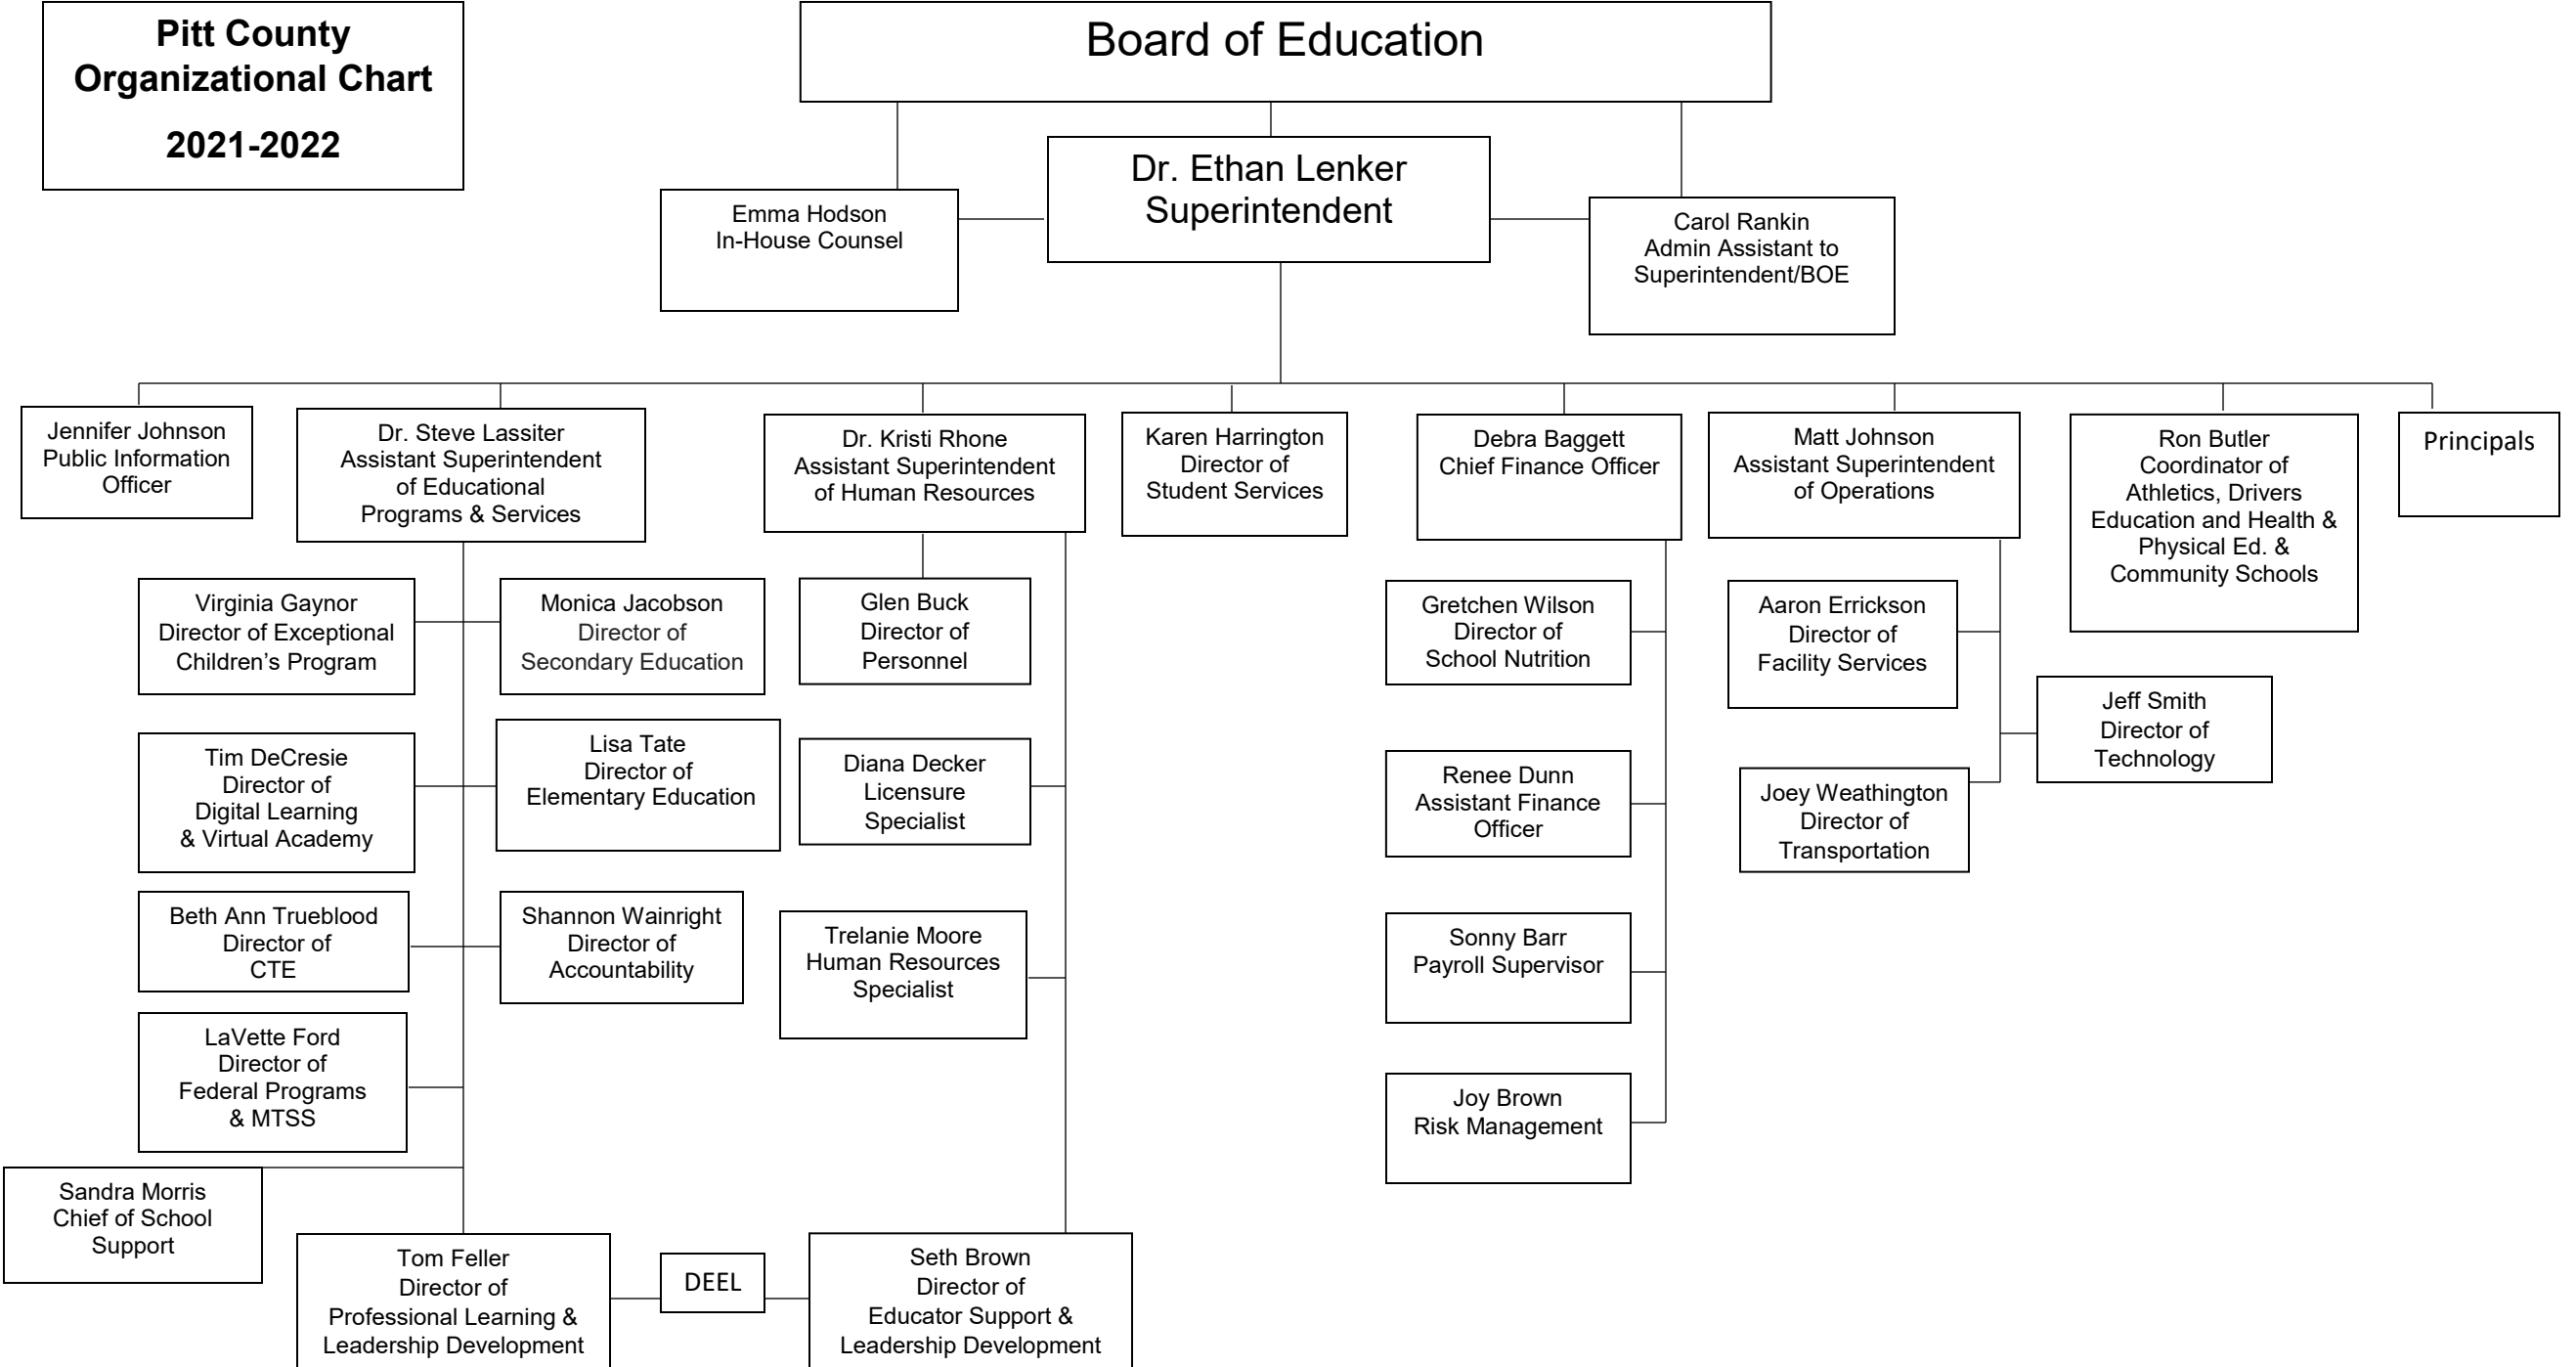 Pitt County
Organizational Chart
2021-2022
Board of Education
Dr. Ethan Lenker
Superintendent
Emma Hodson
In-House Counsel
Carol Rankin
Admin Assistant to
Superintendent/BOE
Jennifer Johnson
Public Information
Officer
Dr. Steve Lassiter
Assistant Superintendent
of Educational
Programs & Services
Dr. Kristi Rhone
Assistant Superintendent
of Human Resources
Karen Harrington
Director of
Student Services
Debra Baggett
Chief Finance Officer
Matt Johnson
Assistant Superintendent
of Operations
Ron Butler
Coordinator of
Athletics, Drivers
Education and Health &
Physical Ed. &
Community Schools
Principals
Virginia Gaynor
Director of Exceptional
Children’s Program
Monica Jacobson
Director of
Secondary Education
Glen Buck
Director of
Personnel
Gretchen Wilson
Director of
School Nutrition
Aaron Errickson
Director of
Facility Services
Jeff Smith
Director of
Technology
Tim DeCresie
Director of
Digital Learning
& Virtual Academy
Lisa Tate
Director of
Elementary Education
Diana Decker
Licensure
Specialist
Renee Dunn
Assistant Finance
Officer
Joey Weathington
Director of
Transportation
Beth Ann Trueblood
Director of
CTE
Shannon Wainright
Director of
Accountability
Trelanie Moore
Human Resources
Specialist
Sonny Barr
Payroll Supervisor
LaVette Ford
Director of
Federal Programs
& MTSS
Joy Brown
Risk Management
Sandra Morris
Chief of School
Support
Tom Feller
Director of
Professional Learning &
Leadership Development
DEEL
Seth Brown
Director of
Educator Support &
Leadership Development